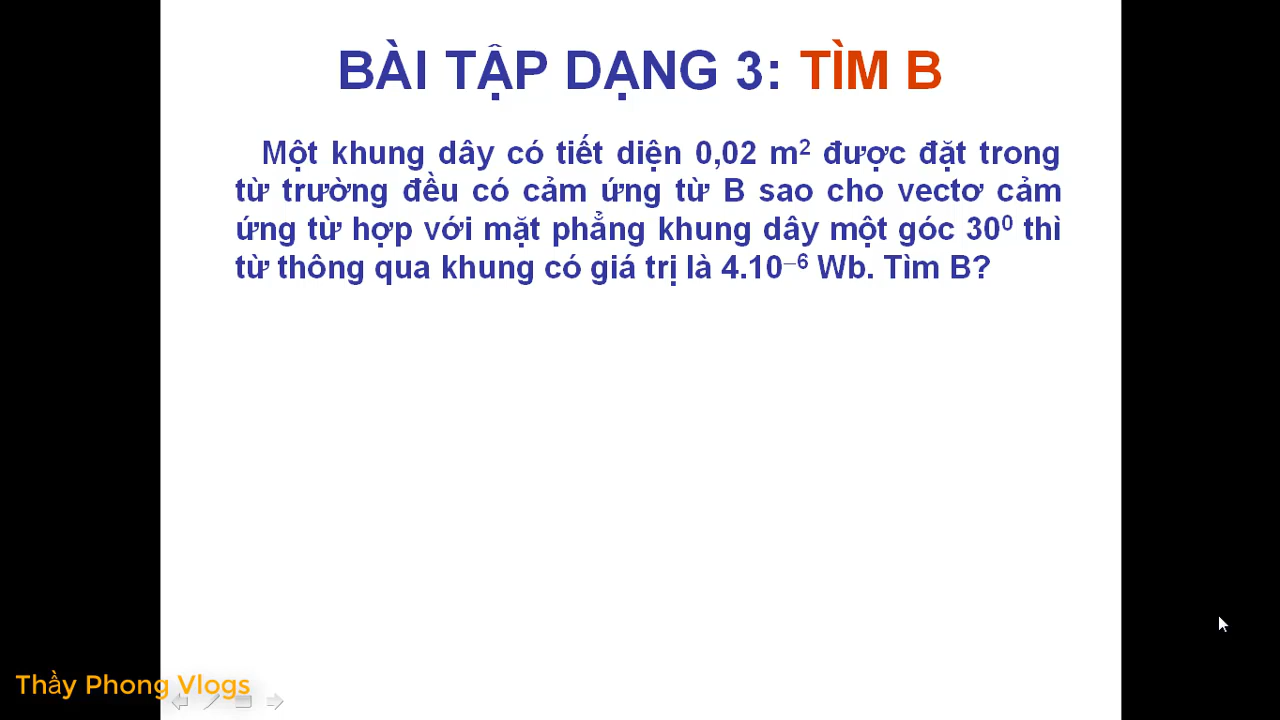 BÀI TẬP DẠNG 3: TÌM B
Một khung dây có tiết diện 0,02 m² được đặt trong
từ trường đều có cảm ứng từ B sao cho vectơ cảm
ứng từ hợp với mặt phẳng khung dây một góc 30⁰ thì
từ thông qua khung có giá trị là 4.10⁻⁶ Wb. Tìm B?
Thầy Phong Vlogs